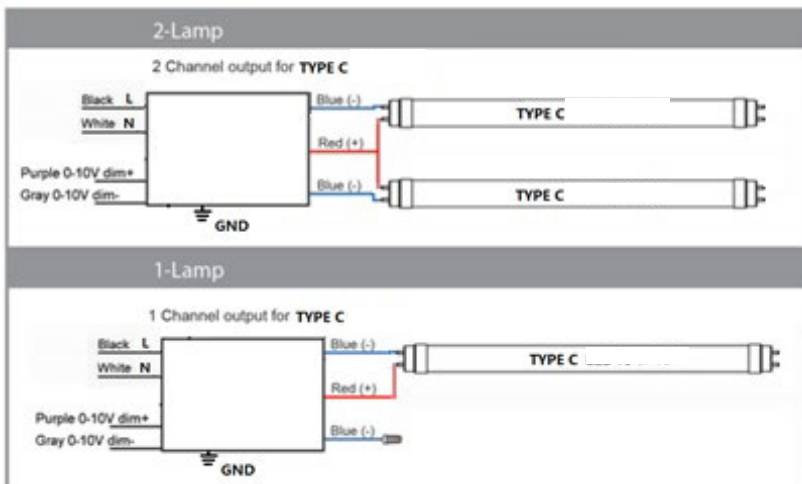 2-Lamp
2 Channel output for TYPE C
Black L
Blue (-)
TYPE C
White N
Red (+)
Purple 0-10V dim+
Gray 0-10V dim-
Blue (-)
TYPE C
GND
1-Lamp
1 Channel output for TYPE C
Black L
Blue (-)
TYPE C
White N
Red (+)
Purple 0-10V dim+
Gray 0-10V dim-
Blue (-)
GND